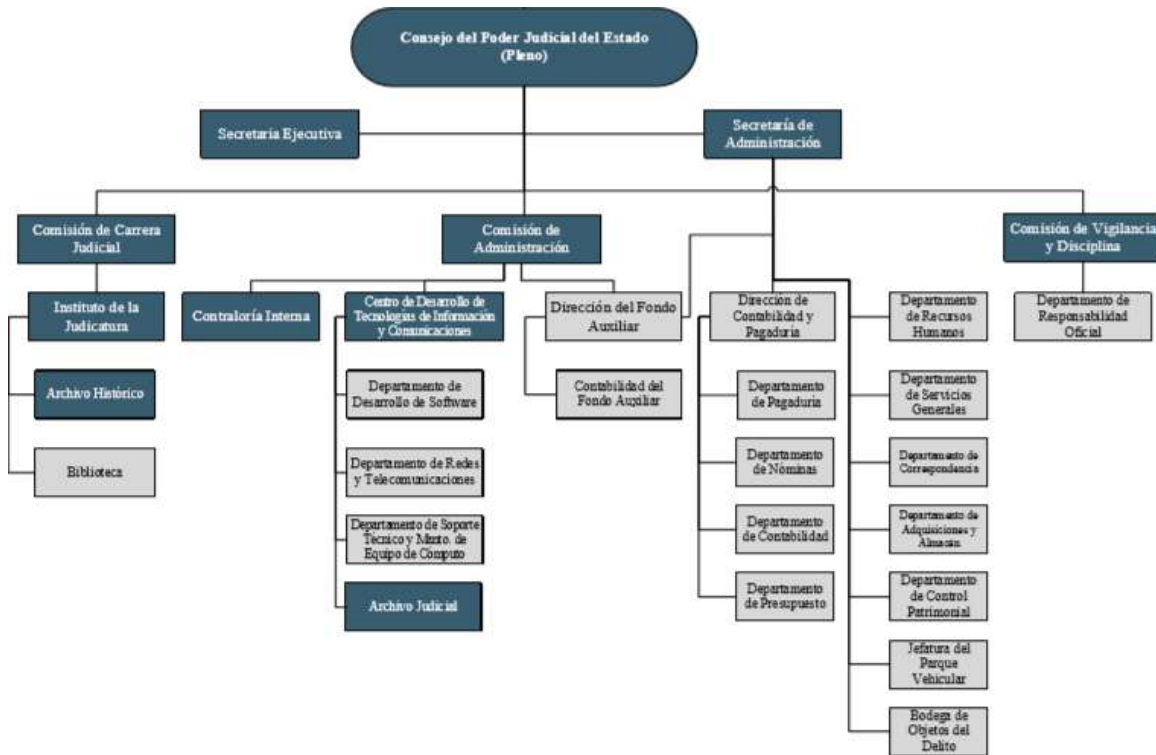 Consejo del Poder Judicial del Estado
(Pleno)
Secretaría Ejecutiva
Secretaría de
Administración
Comisión de Carrera
Judicial
Comisión de
Administración
Comisión de Vigilancia
y Disciplina
Instituto de la
Judicatura
Contraloría Interna
Centro de Desarrollo de
Tecnologías de Información
y Comunicaciones
Dirección del Fondo
Auxiliar
Dirección de
Contabilidad y
Pagaduría
Departamento
de Recursos
Humanos
Departamento de
Responsabilidad
Oficial
Archivo Histórico
Departamento de
Desarrollo de Software
Contabilidad del
Fondo Auxiliar
Departamento
de Pagaduría
Departamento
de Servicios
Generales
Biblioteca
Departamento de Redes
y Telecomunicaciones
Departamento
de Nóminas
Departamento de
Correspondencia
Departamento de Soporte
Técnico y Manto. de
Equipo de Cómputo
Departamento
de Contabilidad
Departamento de
Adquisiciones y
Almacén
Archivo Judicial
Departamento
de Presupuesto
Departamento
de Control
Patrimonial
Jefatura del
Parque
Vehicular
Bodega de
Objetos del
Delito